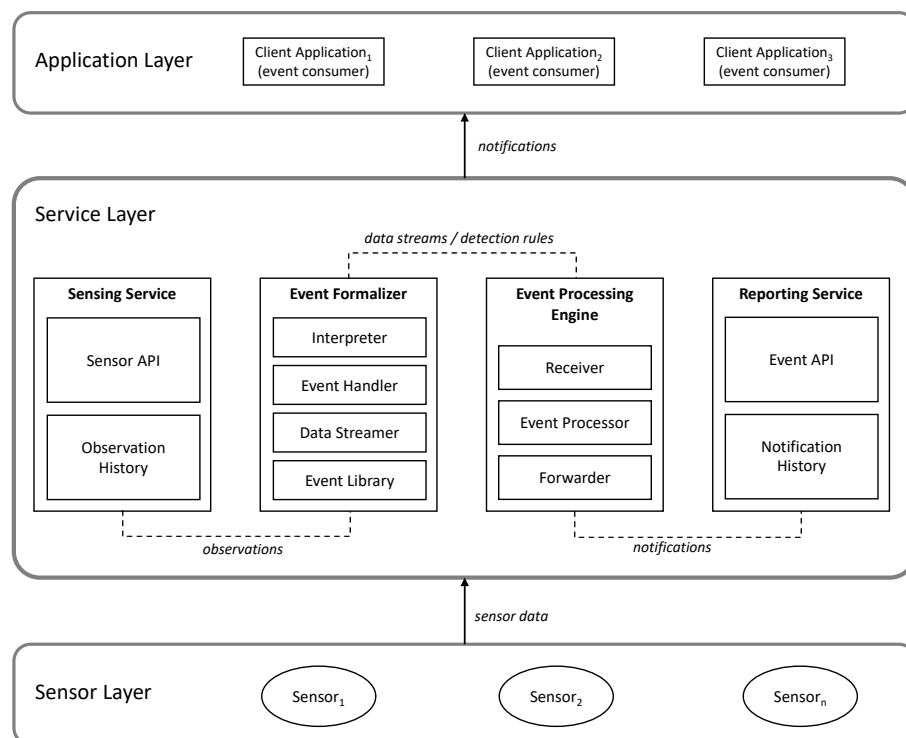 Application Layer
Client Application₁
(event consumer)
Client Application₂
(event consumer)
Client Application₃
(event consumer)
notifications
Service Layer
data streams / detection rules
Sensing Service
Sensor API
Observation
History
Event Formalizer
Interpreter
Event Handler
Data Streamer
Event Library
Event Processing
Engine
Receiver
Event Processor
Forwarder
Reporting Service
Event API
Notification
History
observations
notifications
sensor data
Sensor Layer
Sensor₁
Sensor₂
Sensorₙ